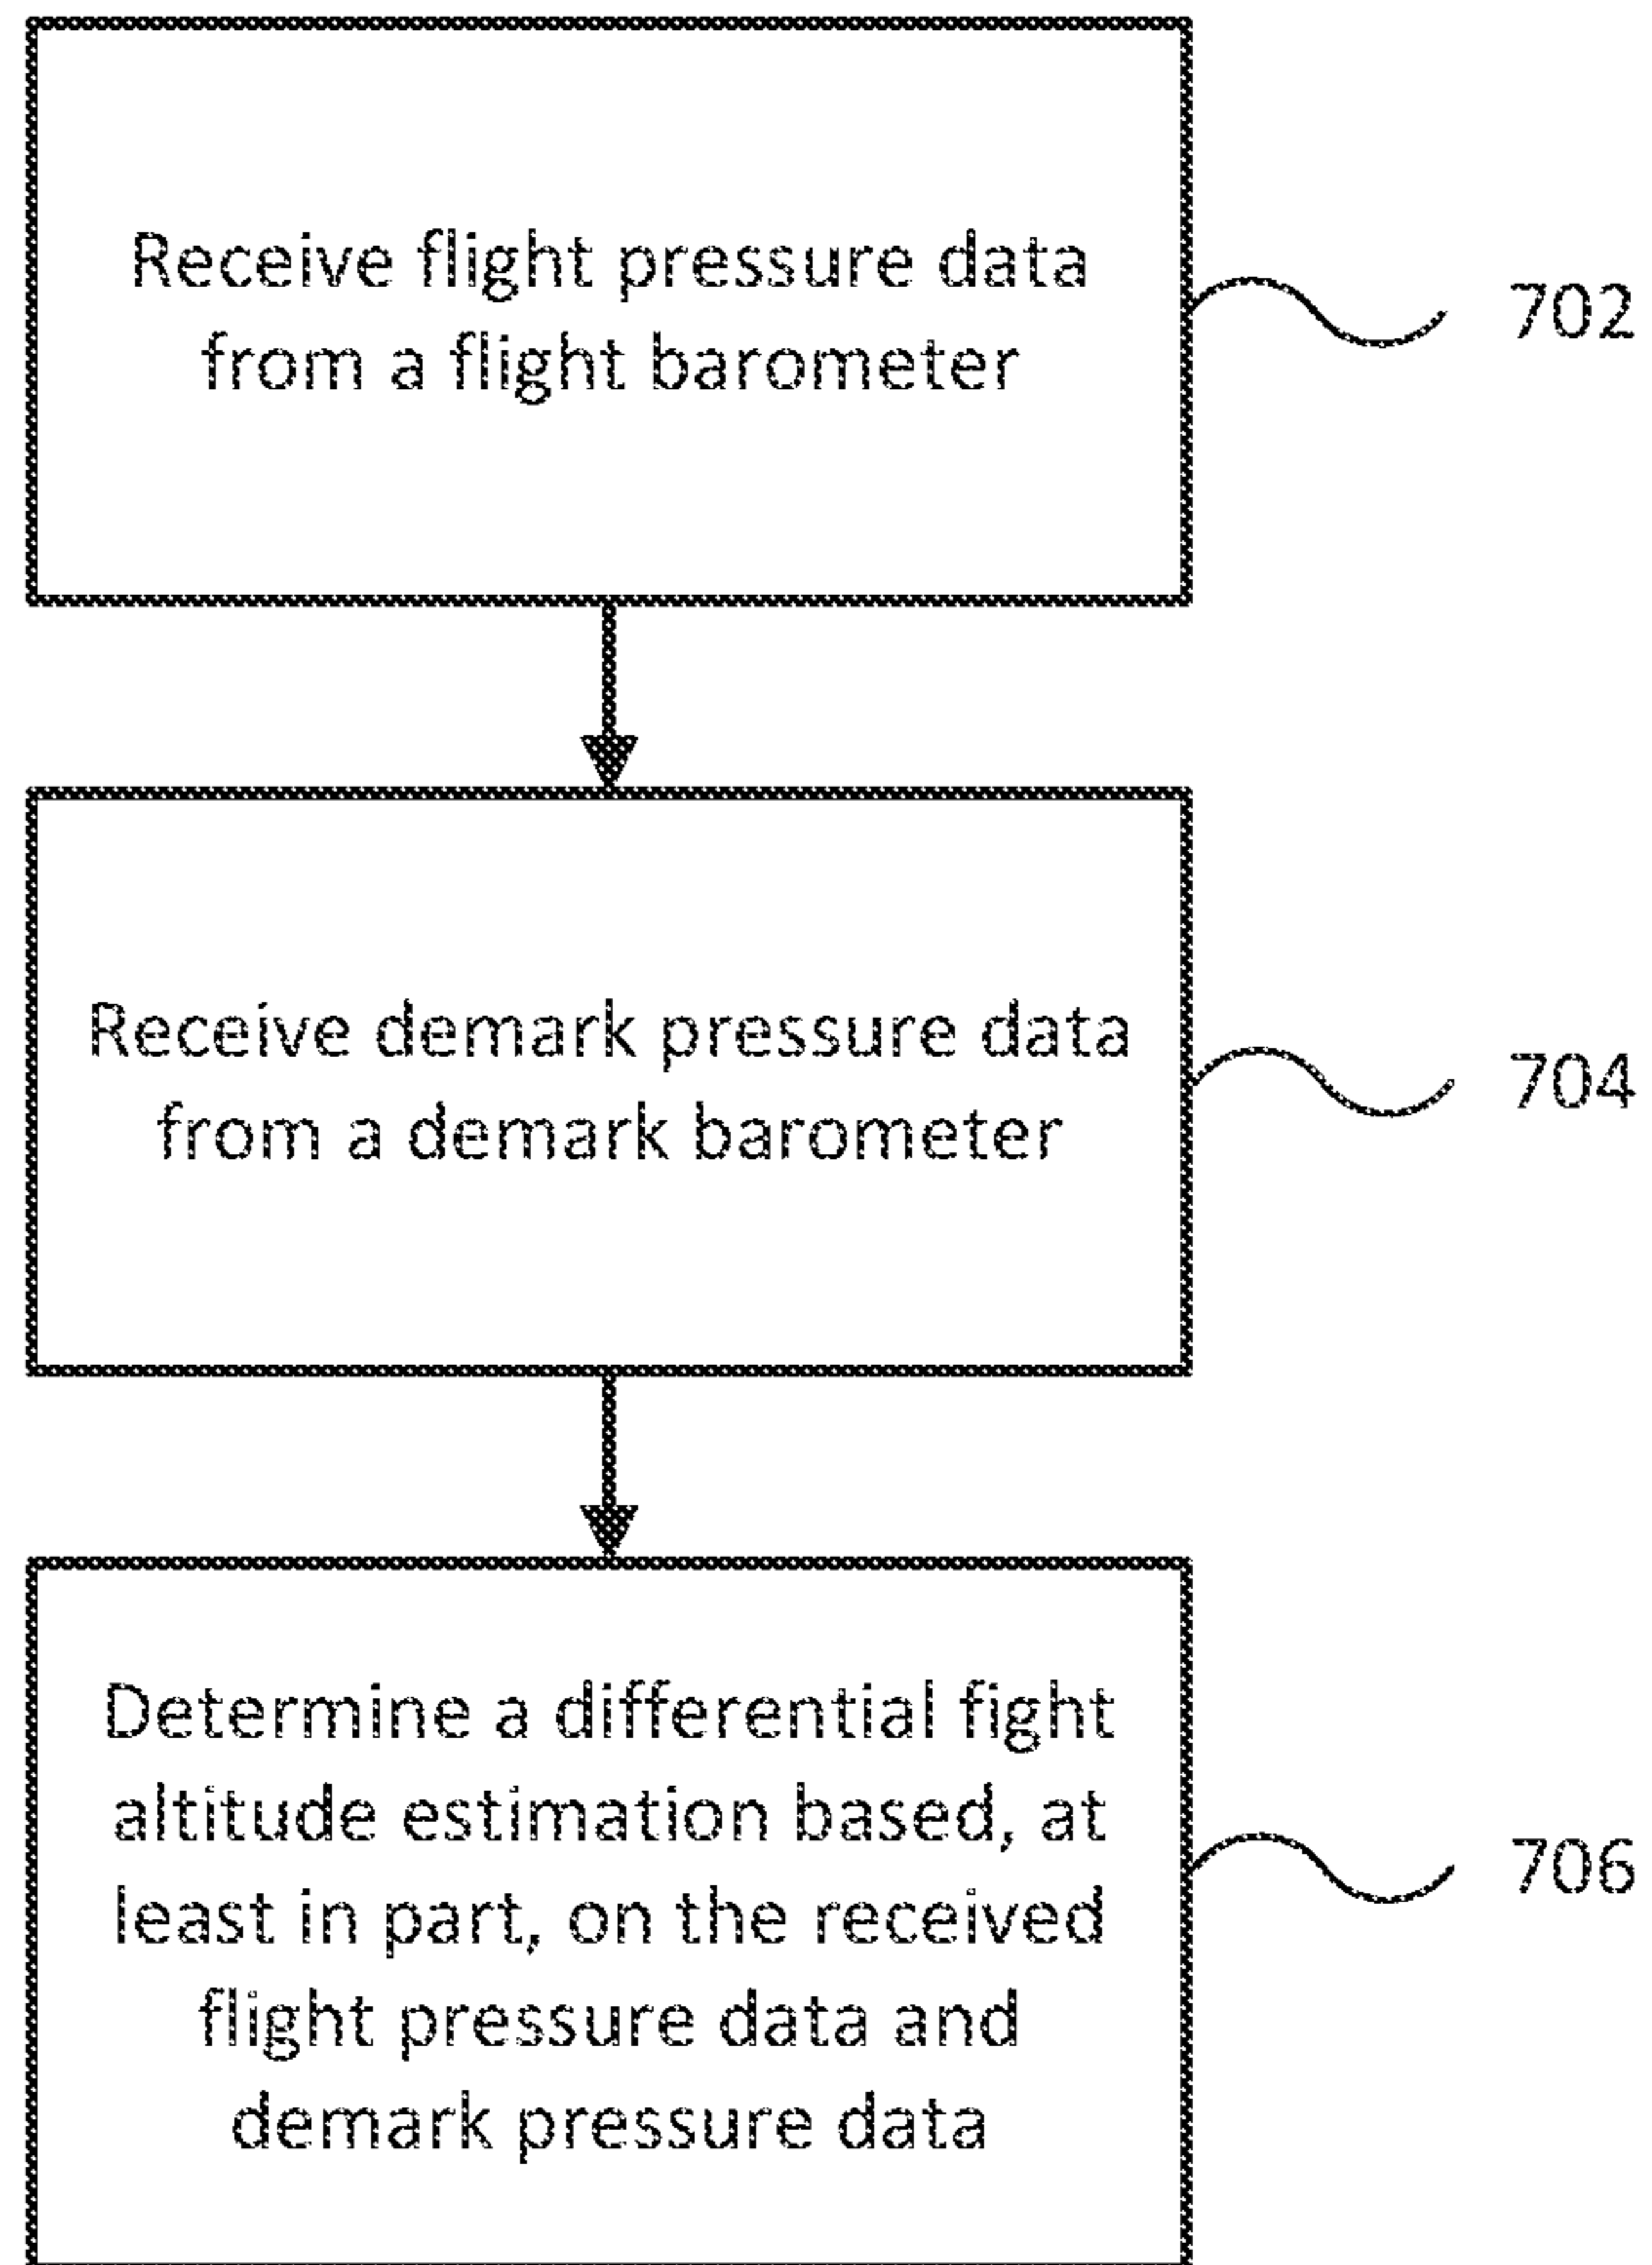 Receive flight pressure data
from a flight barometer
702
Receive demark pressure data
from a demark barometer
704
Determine a differential fight
altitude estimation based, at
least in part, on the received
flight pressure data and
demark pressure data
706